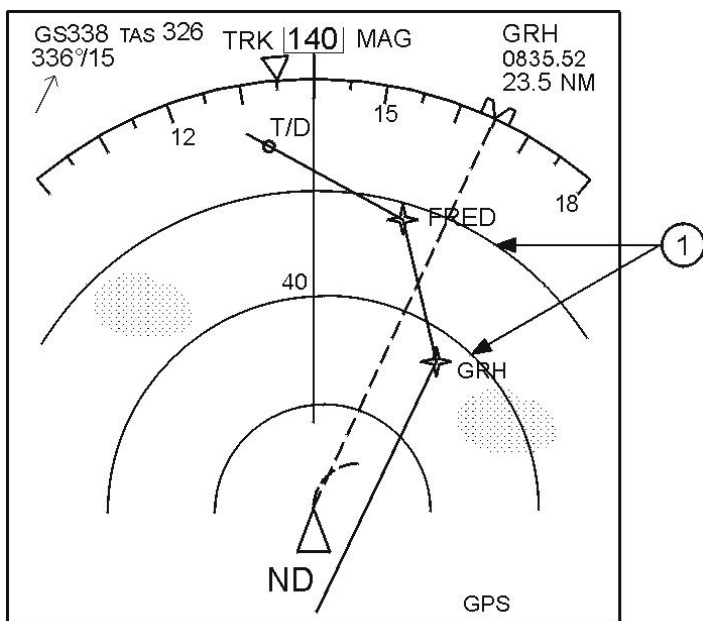 GS338 TAS 326
336°/15
TRK 140 MAG
GRH
0835.52
23.5 NM
12
15
18
T/D
FRED
1
40
GRH
ND
GPS